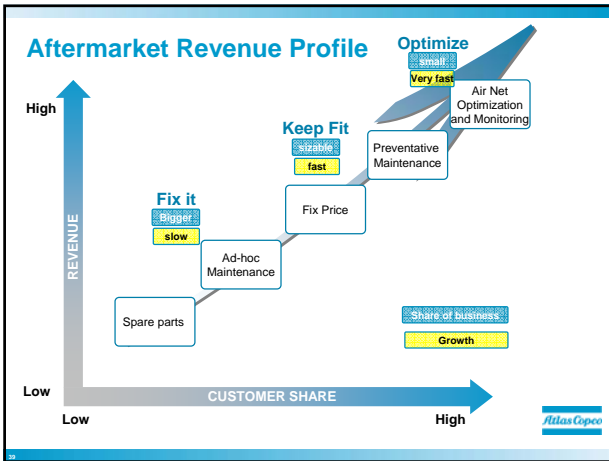 Aftermarket Revenue Profile
Optimize
small
Very fast
Air Net
Optimization
and Monitoring
High
Keep Fit
sizable
fast
Preventative
Maintenance
Fix it
Bigger
slow
Fix Price
Ad-hoc
Maintenance
REVENUE
Spare parts
Share of business
Growth
Low
CUSTOMER SHARE
Low
High
Atlas Copco
39